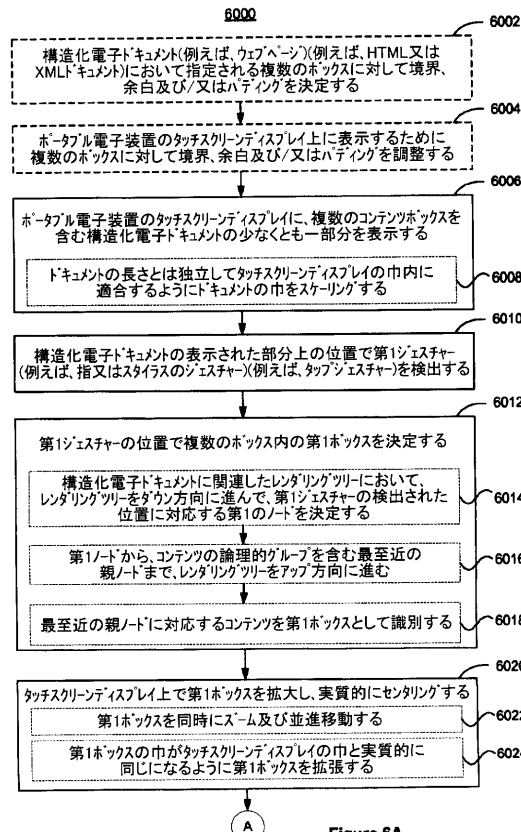 6000
6002
構造化電子ドキュメント(例えば、ウェブページ)(例えば、HTML又は
XMLドキュメント)において指定される複数のボックスに対して境界、
余白及び/又はパディングを決定する
6004
ポータブル電子装置のタッチスクリーンディスプレイ上に表示するために
複数のボックスに対して境界、余白及び/又はパディングを調整する
6006
ポータブル電子装置のタッチスクリーンディスプレイに、複数のコンテンツボックスを
含む構造化電子ドキュメントの少なくとも一部分を表示する
ドキュメントの長さとは独立してタッチスクリーンディスプレイの巾内に
適合するようにドキュメントの巾をスケーリングする
6008
6010
構造化電子ドキュメントの表示された部分上の位置で第1ジェスチャー
(例えば、指又はスタイラスのジェスチャー)(例えば、タップジェスチャー)を検出する
6012
第1ジェスチャーの位置で複数のボックス内の第1ボックスを決定する
構造化電子ドキュメントに関連したレンダリングツリーにおいて、
レンダリングツリーをダウン方向に進んで、第1ジェスチャーの検出された
位置に対応する第1のノードを決定する
6014
第1ノードから、コンテンツの論理的グループを含む最至近の
親ノードまで、レンダリングツリーをアップ方向に進む
6016
最至近の親ノードに対応するコンテンツを第1ボックスとして識別する
6018
6020
タッチスクリーンディスプレイ上で第1ボックスを拡大し、実質的にセンタリングする
第1ボックスを同時にズーム及び並進移動する
6022
第1ボックスの巾がタッチスクリーンディスプレイの巾と実質的に
同じになるように第1ボックスを拡張する
6024
A
Figure 6A